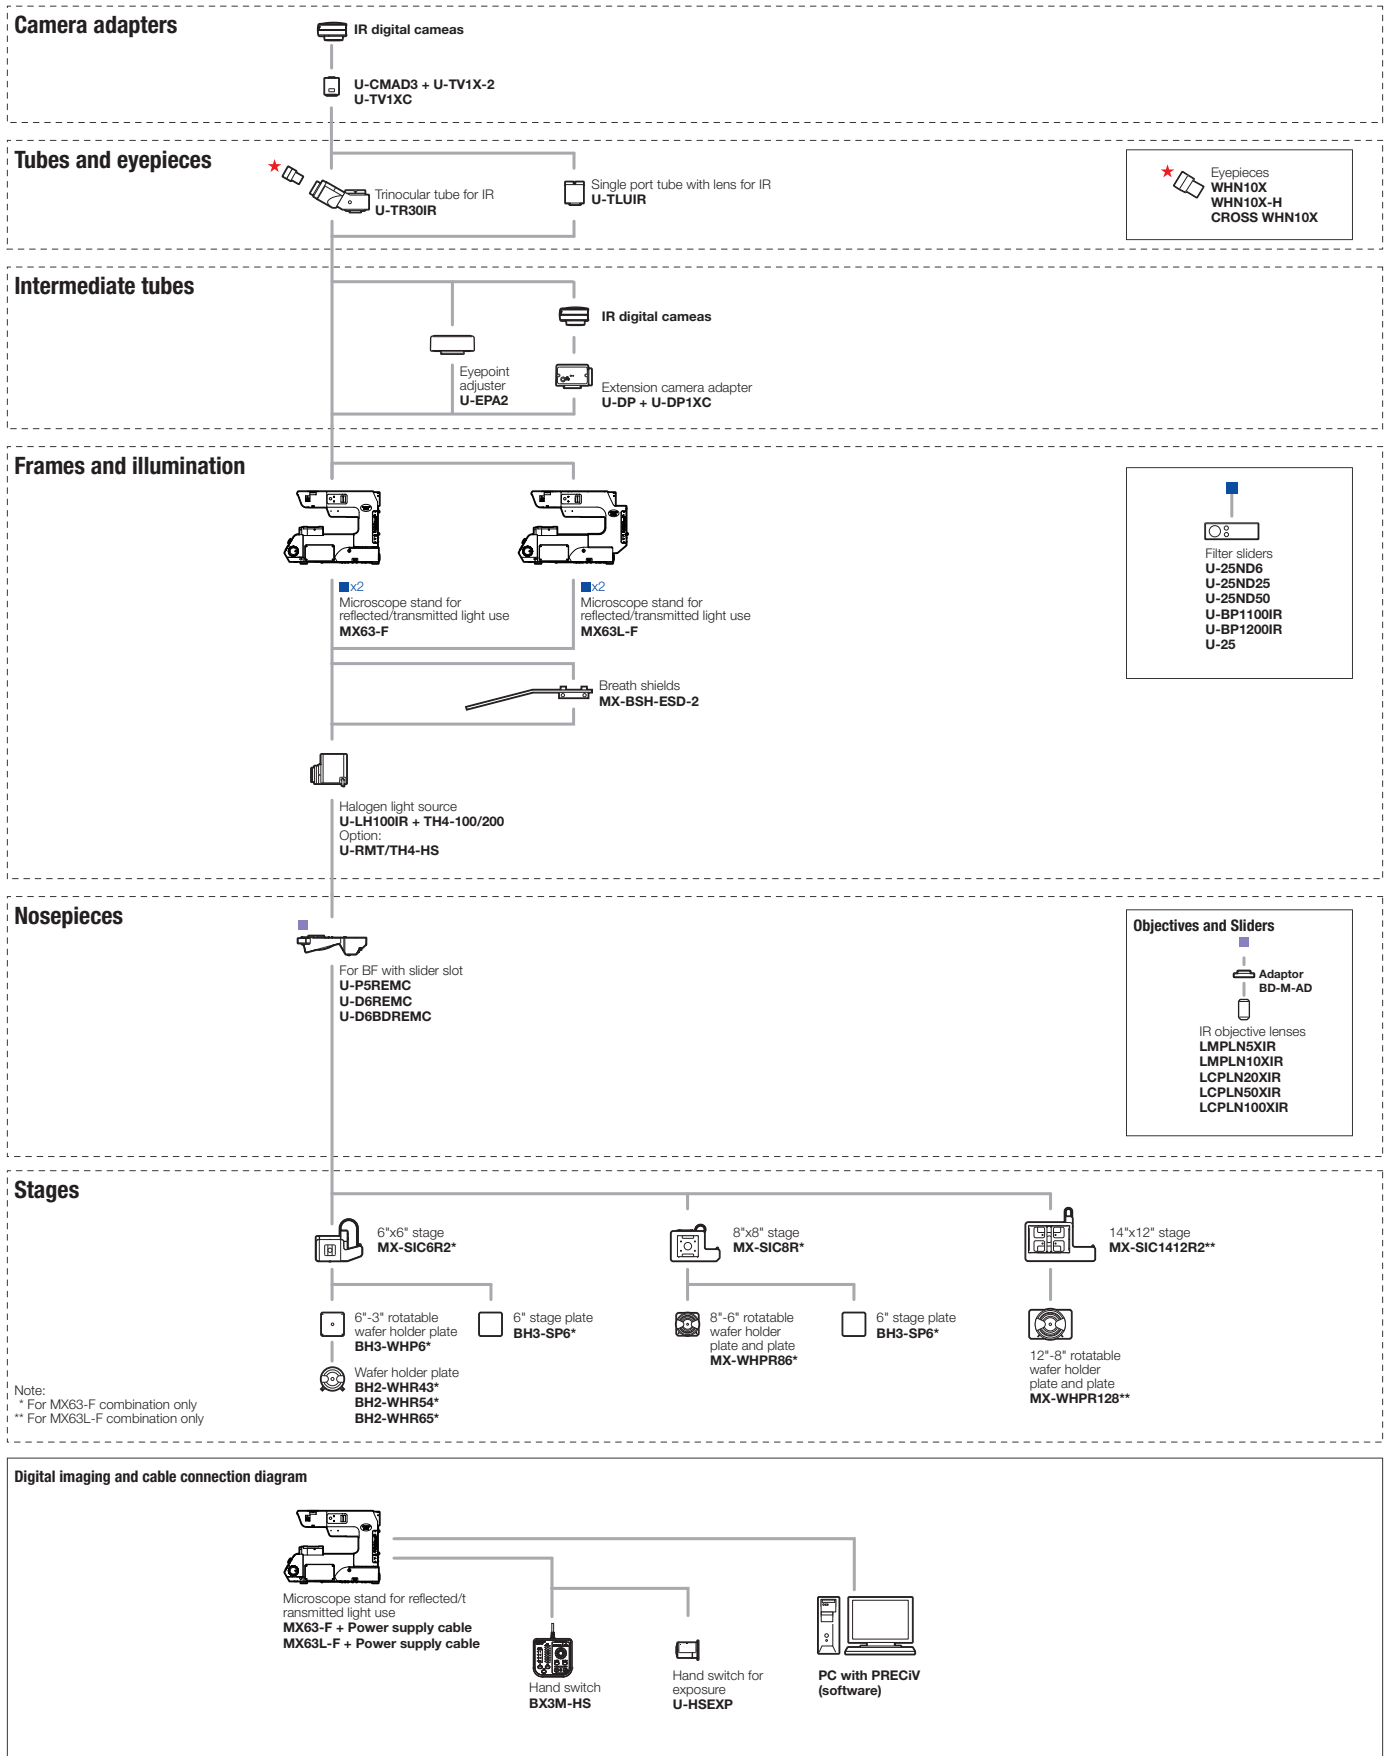 Camera adapters
IR digital cameas
U-CMAD3 + U-TV1X-2
U-TV1XC
Tubes and eyepieces
Trinocular tube for IR
U-TR30IR
Single port tube with lens for IR
U-TLUIR
Eyepieces
WHN10X
WHN10X-H
CROSS WHN10X
Intermediate tubes
IR digital cameas
Eyepoint
adjuster
U-EPA2
Extension camera adapter
U-DP + U-DP1XC
Frames and illumination
x2
Microscope stand for
reflected/transmitted light use
MX63-F
x2
Microscope stand for
reflected/transmitted light use
MX63L-F
Filter sliders
U-25ND6
U-25ND25
U-25ND50
U-BP1100IR
U-BP1200IR
U-25
Breath shields
MX-BSH-ESD-2
Halogen light source
U-LH100IR + TH4-100/200
Option:
U-RMT/TH4-HS
Nosepieces
For BF with slider slot
U-P5REMC
U-D6REMC
U-D6BDREMC
Objectives and Sliders
Adaptor
BD-M-AD
IR objective lenses
LMPLN5XIR
LMPLN10XIR
LCPLN20XIR
LCPLN50XIR
LCPLN100XIR
Stages
6"x6" stage
MX-SIC6R2*
8"x8" stage
MX-SIC8R*
14"x12" stage
MX-SIC1412R2**
6"-3" rotatable
wafer holder plate
BH3-WHP6*
6" stage plate
BH3-SP6*
8"-6" rotatable
wafer holder
plate and plate
MX-WHPR86*
6" stage plate
BH3-SP6*
12"-8" rotatable
wafer holder
plate and plate
MX-WHPR128**
Wafer holder plate
BH2-WHR43*
BH2-WHR54*
BH2-WHR65*
Note:
* For MX63-F combination only
** For MX63L-F combination only
Digital imaging and cable connection diagram
Microscope stand for reflected/t
ransmitted light use
MX63-F + Power supply cable
MX63L-F + Power supply cable
Hand switch
BX3M-HS
Hand switch for
exposure
U-HSEXP
PC with PRECiV
(software)